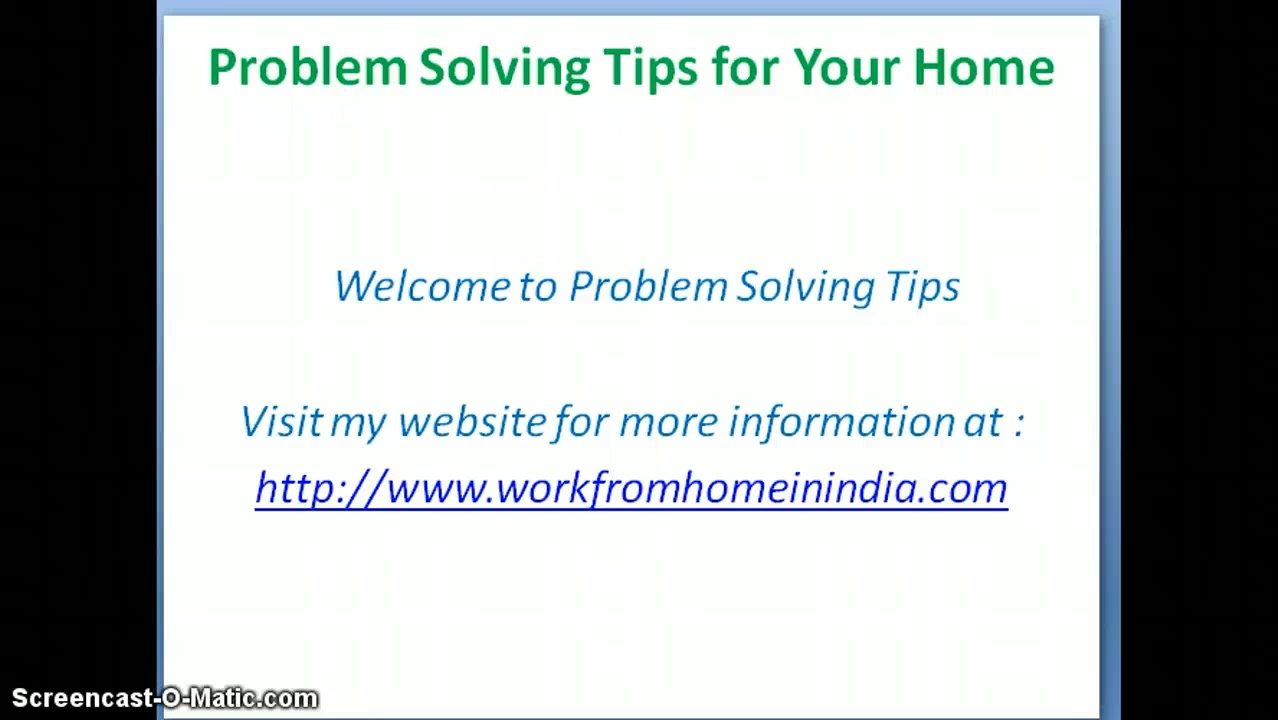 Problem Solving Tips for Your Home
Welcome to Problem Solving Tips
Visit my website for more information at :
http://www.workfromhomeinindia.com
Screencast-O-Matic.com